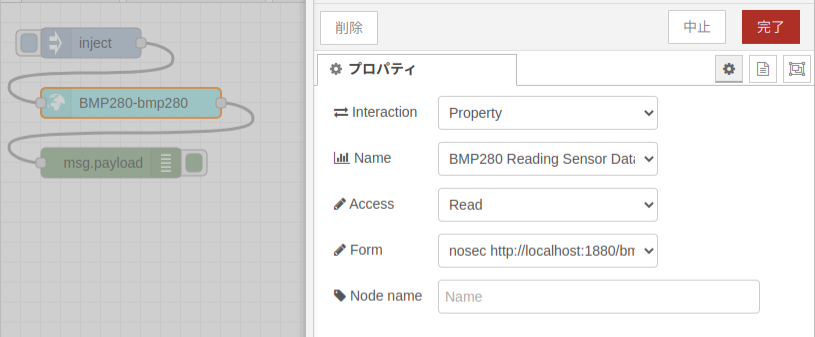 inject
BMP280-bmp280
msg.payload
削除
中止
完了
プロパティ
Interaction
Property
Name
BMP280 Reading Sensor Data
Access
Read
Form
nosec http://localhost:1880/bm
Node name
Name